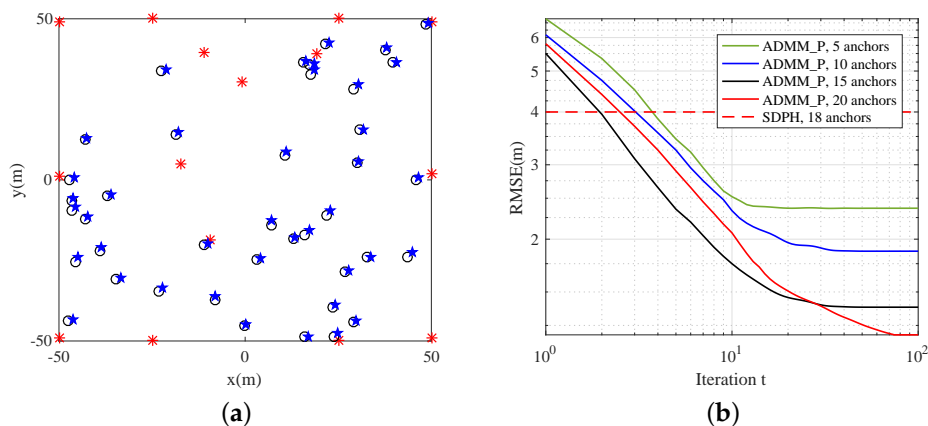 50
0
-50
-50
0
50
y(m)
x(m)
(a)
6
5
4
3
2
10^0
10^1
10^2
RMSE(m)
Iteration t
ADMM_P, 5 anchors
ADMM_P, 10 anchors
ADMM_P, 15 anchors
ADMM_P, 20 anchors
SDPH, 18 anchors
(b)